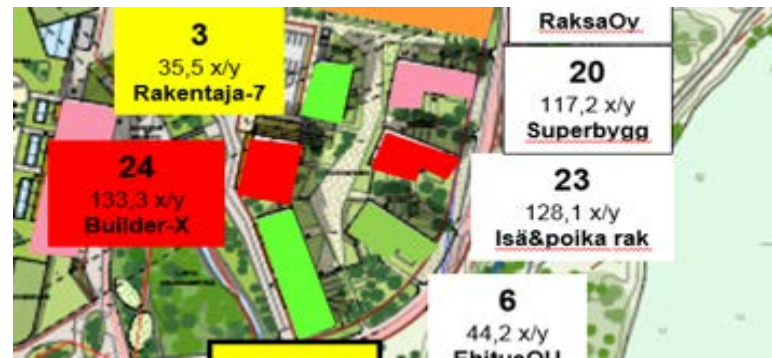 3
35,5 x/y
Rakentaja-7
24
133,3 x/y
Builder-X
RaksaOy
20
117,2 x/y
Superbygg
23
128,1 x/y
Isä&poika rak
6
44,2 x/y
EhitusOU